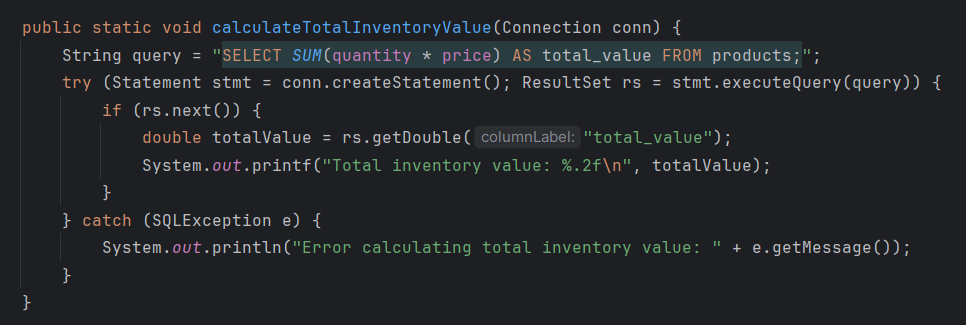 public static void calculateTotalInventoryValue(Connection conn) {
    String query = "SELECT SUM(quantity * price) AS total_value FROM products;";
    try (Statement stmt = conn.createStatement(); ResultSet rs = stmt.executeQuery(query)) {
        if (rs.next()) {
            double totalValue = rs.getDouble( columnLabel: "total_value");
            System.out.printf("Total inventory value: %.2f\n", totalValue);
        }
    } catch (SQLException e) {
        System.out.println("Error calculating total inventory value: " + e.getMessage());
    }
}